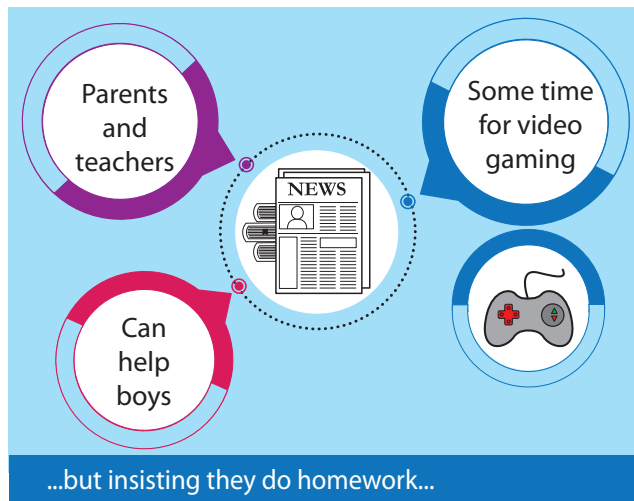 Parents
and
teachers
Some time
for video
gaming
NEWS
Can
help
boys
...but insisting they do homework...